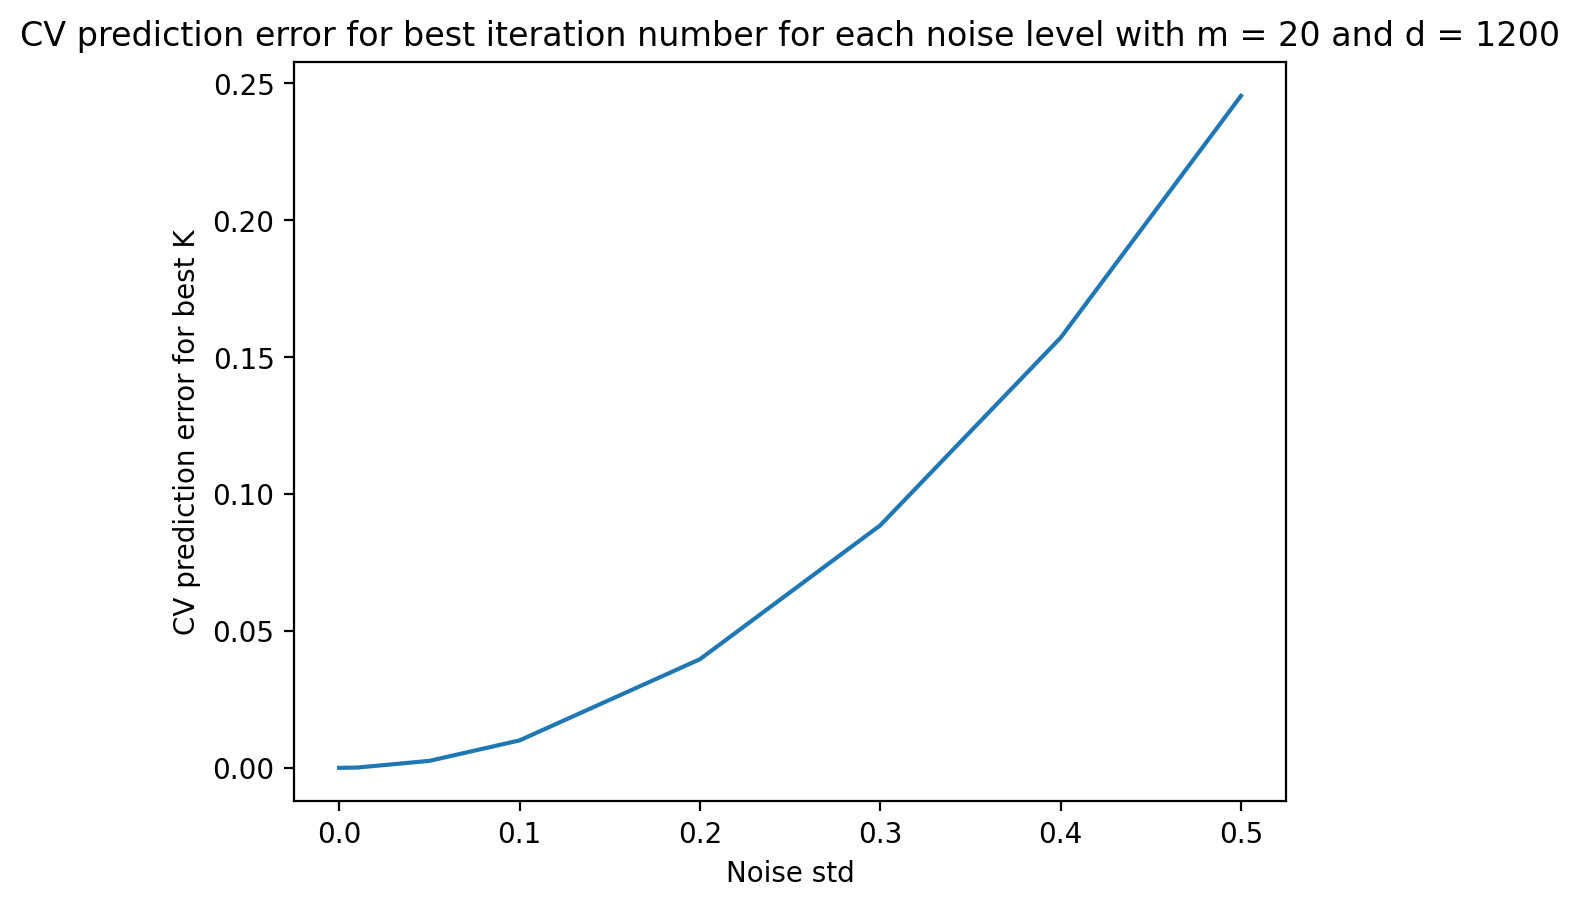 CV prediction error for best iteration number for each noise level with m = 20 and d = 1200
CV prediction error for best K
0.25
0.20
0.15
0.10
0.05
0.00
0.0 0.1 0.2 0.3 0.4 0.5
Noise std